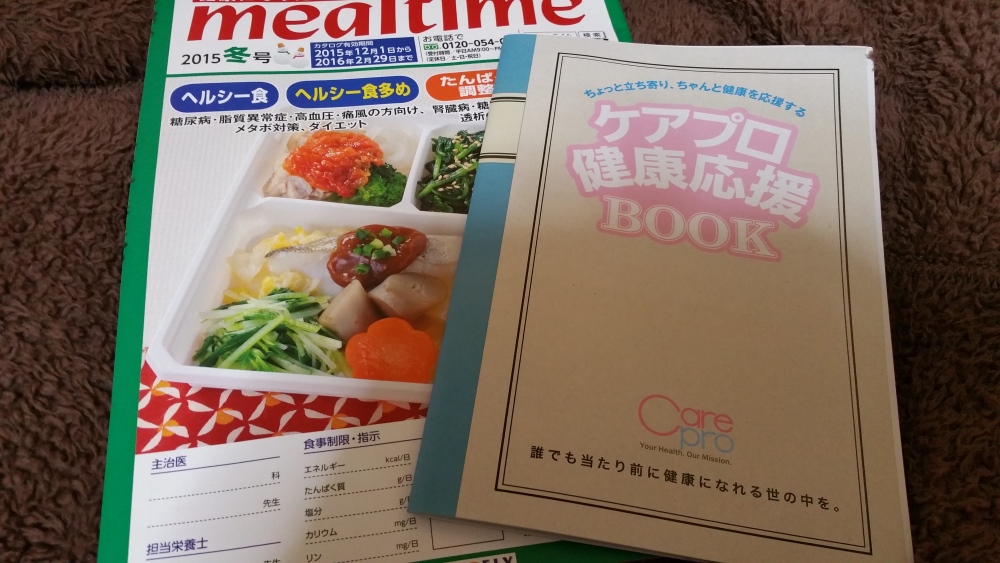 mealtime
2015 冬号
カタログ有効期間
2015年12月1日から
2016年2月29日まで
お電話で
0120-054-
ヘルシー食
ヘルシー食多め
たんぱ
調整
糖尿病・脂質異常症・高血圧・痛風の方向け、
メタボ対策、ダイエット
腎臓病・糖
透析
主治医
科
先生
担当栄養士
食事制限・指示
エネルギー kcal/日
たんぱく質 g/日
塩分 g/
カリウム mg/日
リン mg/日
ちょっと立ち寄り、ちゃんと健康を応援する
ケアプロ
健康応援
BOOK
Care
pro
Your Health. Our Mission.
誰でも当たり前に健康になれる世の中を。